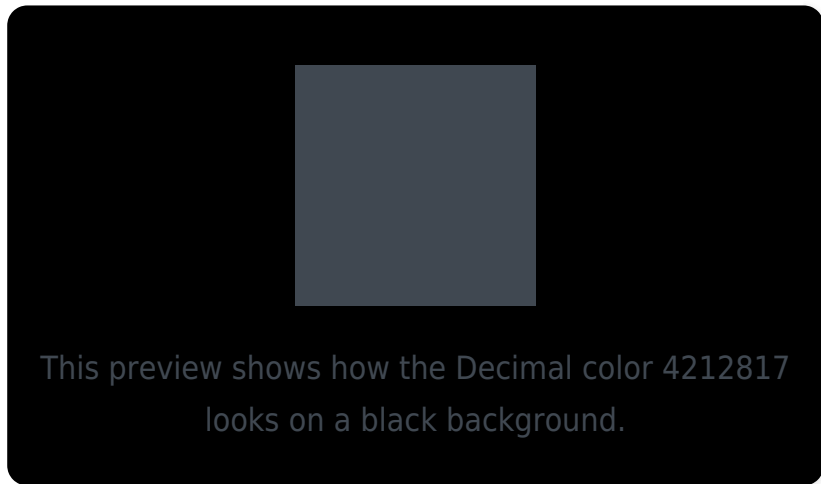 This preview shows how the Decimal color 4212817
looks on a black background.